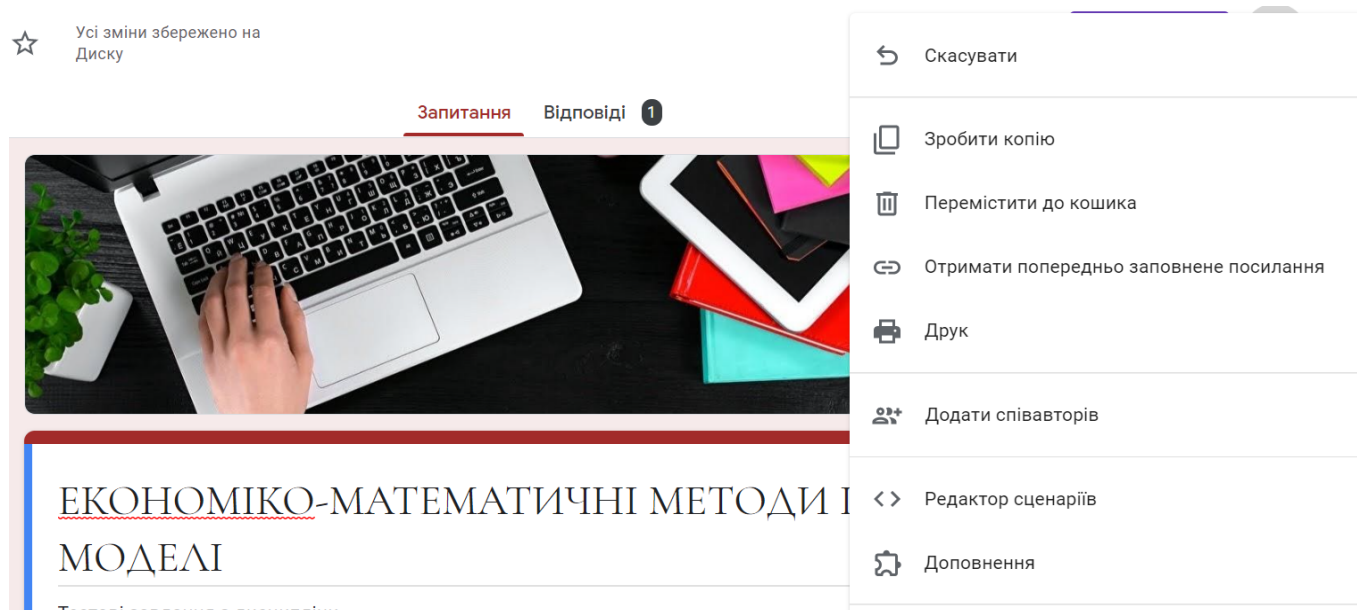 Усі зміни збережено на
Диску
Запитання
Відповіді 1
ЕКОНОМІКО-МАТЕМАТИЧНІ МЕТОДИ
МОДЕЛІ
Скасувати
Зробити копію
Перемістити до кошика
Отримати попередньо заповнене посилання
Друк
Додати співавторів
Редактор сценаріїв
Доповнення